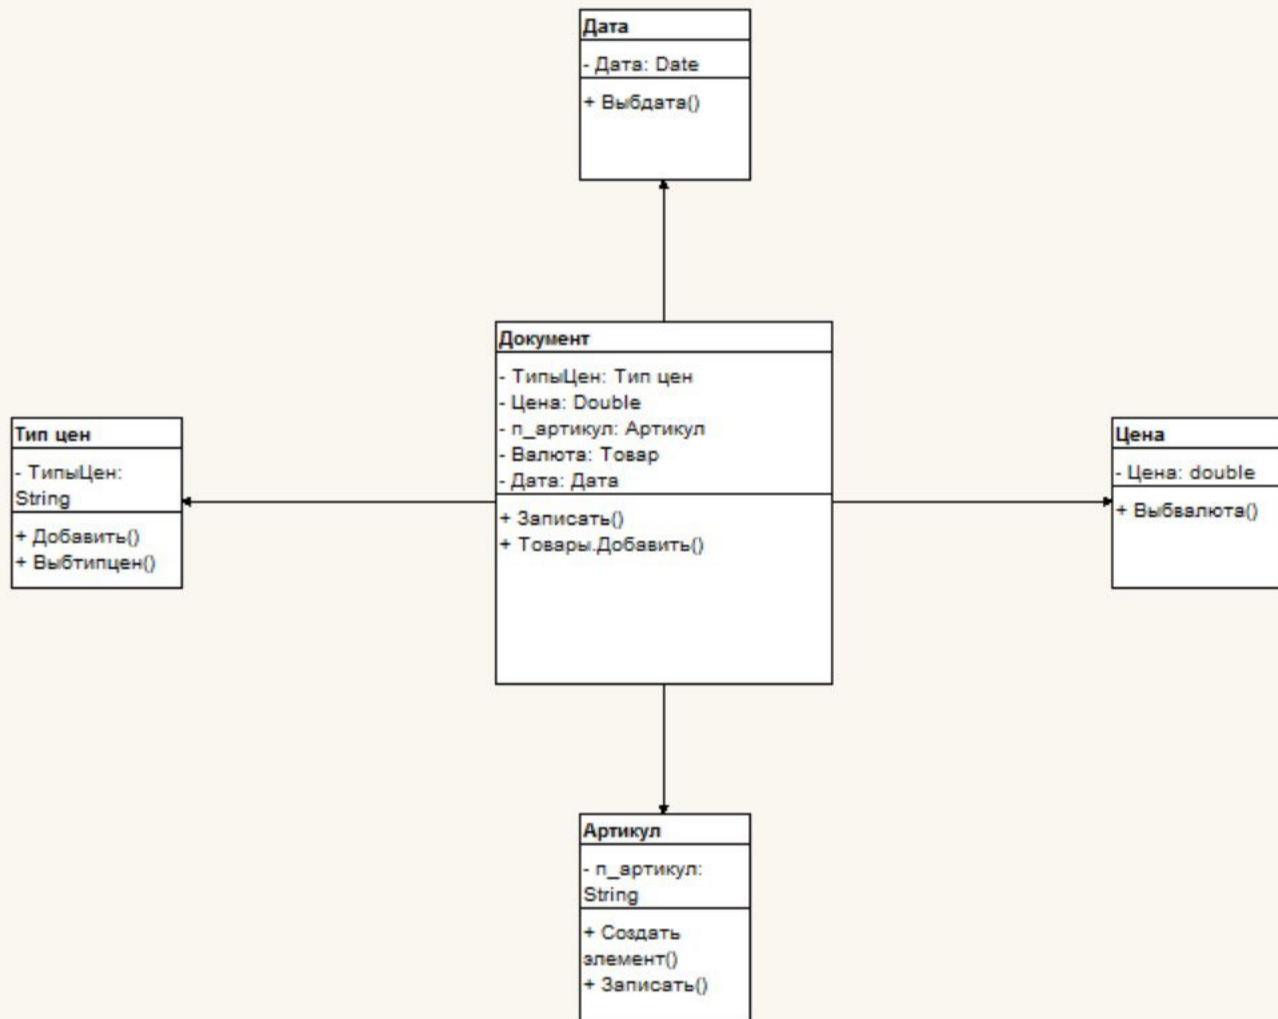 Дата
- Дата: Date
+ Выбдата()
Документ
- ТипыЦен: Тип цен
- Цена: Double
- п_артикул: Артикул
- Валюта: Товар
- Дата: Дата
+ Записать()
+ Товары.Добавить()
Тип цен
- ТипыЦен:
String
+ Добавить()
+ Выбтипцен()
Цена
- Цена: double
+ Выбвалюта()
Артикул
- п_артикул:
String
+ Создать
элемент()
+ Записать()